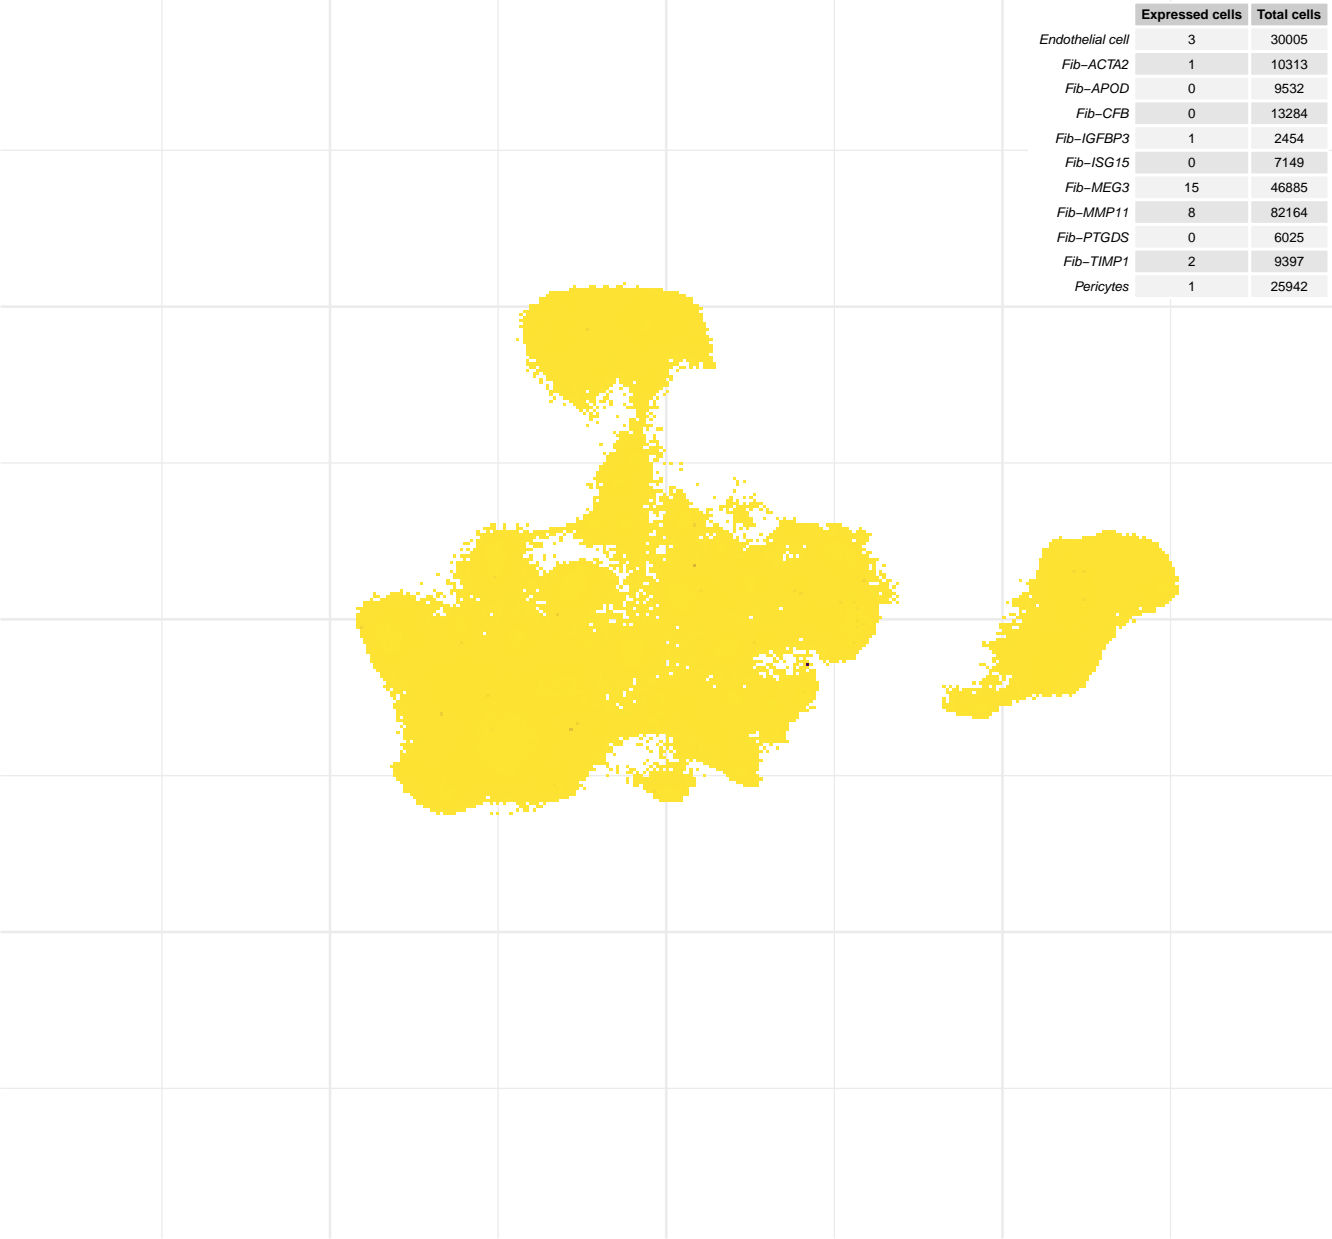 Expressed cells Total cells
Endothelial cell 3 30005
Fib−ACTA2 1 10313
Fib−APOD 0 9532
Fib−CFB 0 13284
Fib−IGFBP3 1 2454
Fib−ISG15 0 7149
Fib−MEG3 15 46885
Fib−MMP11 8 82164
Fib−PTGDS 0 6025
Fib−TIMP1 2 9397
Pericytes 1 25942